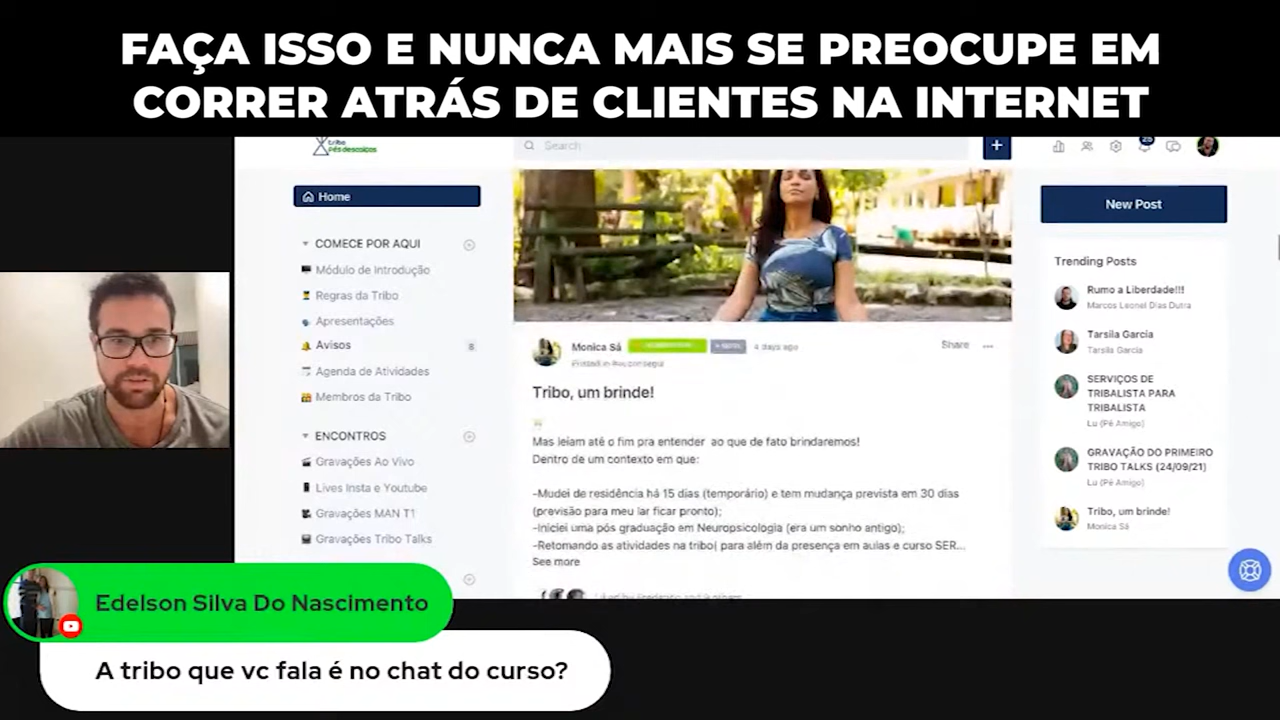 FAÇA ISSO E NUNCA MAIS SE PREOCUPE EM
CORRER ATRÁS DE CLIENTES NA INTERNET
tribo
Pés descalços
Search
Home
COMECE POR AQUI
Módulo de Introdução
Regras da Tribo
Apresentações
Avisos
8
Agenda de Atividades
Membros da Tribo
ENCONTROS
Gravações Ao Vivo
Lives Insta e Youtube
Gravações MAN T1
Gravações Tribo Talks
Monica Sá
4 days ago
Share
Tribo, um brinde!
Mas leiam até o fim pra entender ao que de fato brindaremos!
Dentro de um contexto em que:
-Mudei de residência há 15 dias (temporário) e tem mudança prevista em 30 dias
(previsão para meu lar ficar pronto);
-Iniciei uma pós graduação em Neuropsicologia (era um sonho antigo);
-Retomando as atividades na tribo( para além da presença em aulas e curso SER...
See more
New Post
Trending Posts
Rumo a Liberdade!!!
Marcos Leonel Dias Dutra
Tarsila Garcia
Tarsila Garcia
SERVIÇOS DE
TRIBALISTA PARA
TRIBALISTA
Lu (Pé Amigo)
GRAVAÇÃO DO PRIMEIRO
TRIBO TALKS (24/09/21)
Lu (Pé Amigo)
Tribo, um brinde!
Monica Sá
Edelson Silva Do Nascimento
A tribo que vc fala é no chat do curso?